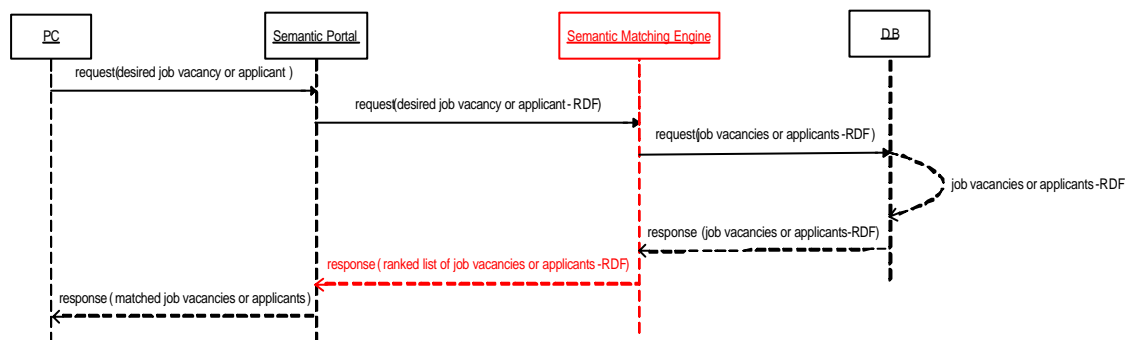 PC
Semantic Portal
Semantic Matching Engine
DB
request(desired job vacancy or applicant )
request(desired job vacancy or applicant -RDF)
request(job vacancies or applicants -RDF)
job vacancies or applicants-RDF
response (job vacancies or applicants-RDF)
response ( ranked list of job vacancies or applicants -RDF)
response ( matched job vacancies or applicants)